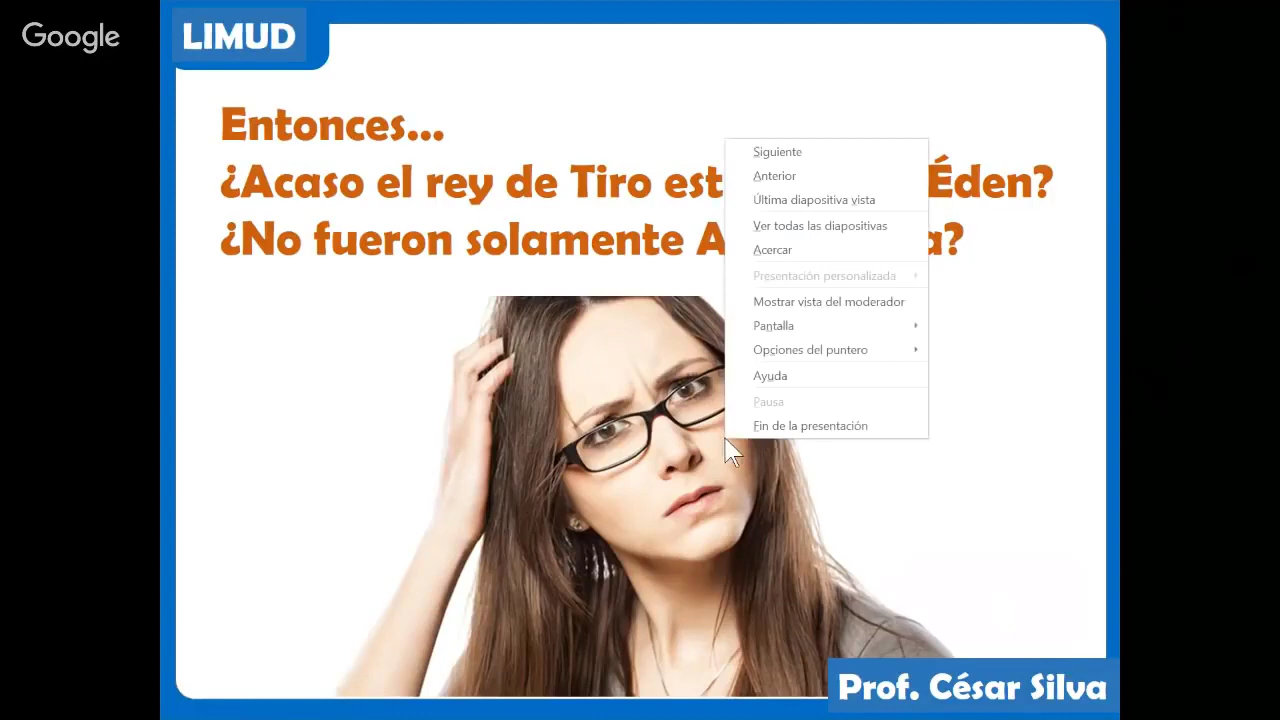 Google
LIMUD
Entonces...
¿Acaso el rey de Tiro est Éden?
¿No fueron solamente A a?
Siguiente
Anterior
Última diapositiva vista
Ver todas las diapositivas
Acercar
Presentación personalizada
Mostrar vista del moderador
Pantalla
Opciones del puntero
Ayuda
Pausa
Fin de la presentación
Prof. César Silva